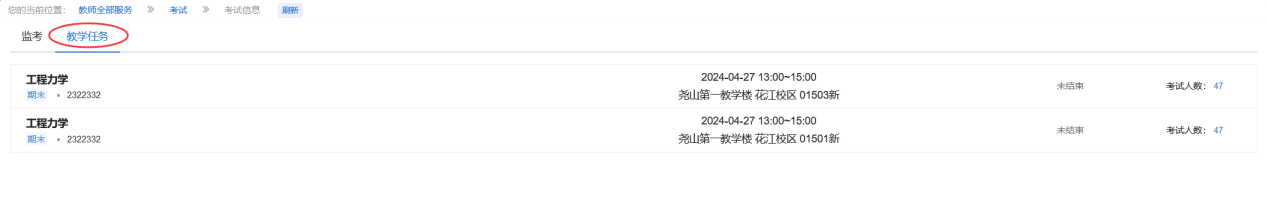 您的当前位置： 教师全部服务 » 考试 » 考试信息 刷新
监考 教学任务
工程力学
期末 • 2322332
2024-04-27 13:00~15:00
尧山第一教学楼 花江校区 01503新
未结束
考试人数： 47
工程力学
期末 • 2322332
2024-04-27 13:00~15:00
尧山第一教学楼 花江校区 01501新
未结束
考试人数： 47